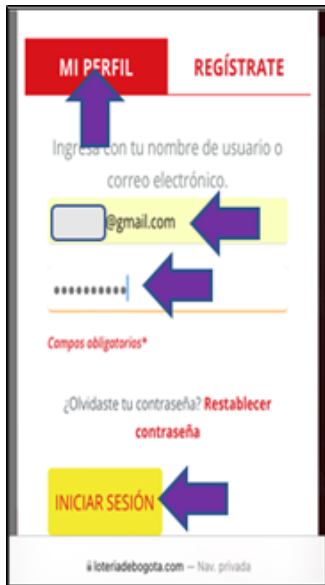 MI PERFIL REGÍSTRATE
Ingresa con tu nombre de usuario o
correo electrónico.
@gmail.com
••••••••••
Campos obligatorios*
¿Olvidaste tu contraseña? Restablecer
contraseña
INICIAR SESIÓN
loteriadebogota.com — Nav. privada